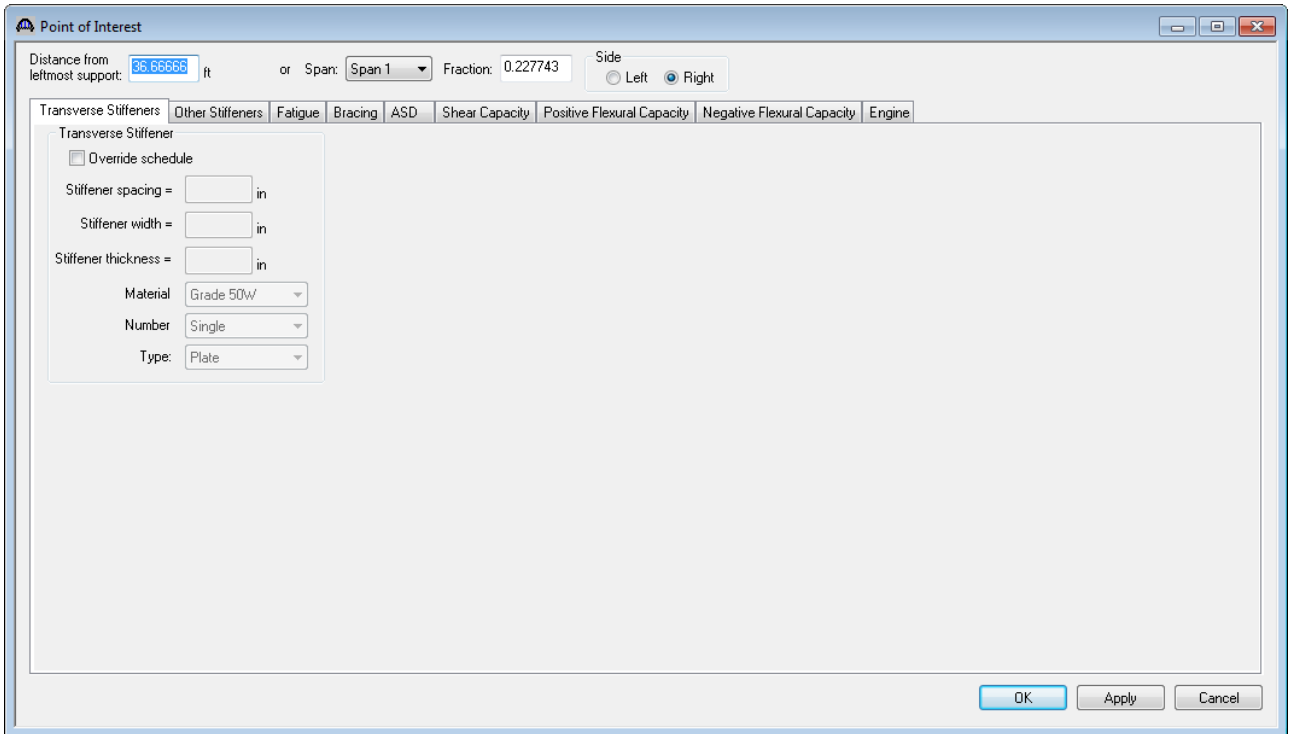 Point of Interest
Distance from
leftmost support: 36.66666 ft or Span: Span 1 Fraction: 0.227743 Side
Left Right
Transverse Stiffeners Other Stiffeners Fatigue Bracing ASD Shear Capacity Positive Flexural Capacity Negative Flexural Capacity Engine
Transverse Stiffener
Override schedule
Stiffener spacing = in
Stiffener width = in
Stiffener thickness = in
Material Grade 50W
Number Single
Type: Plate
OK Apply Cancel